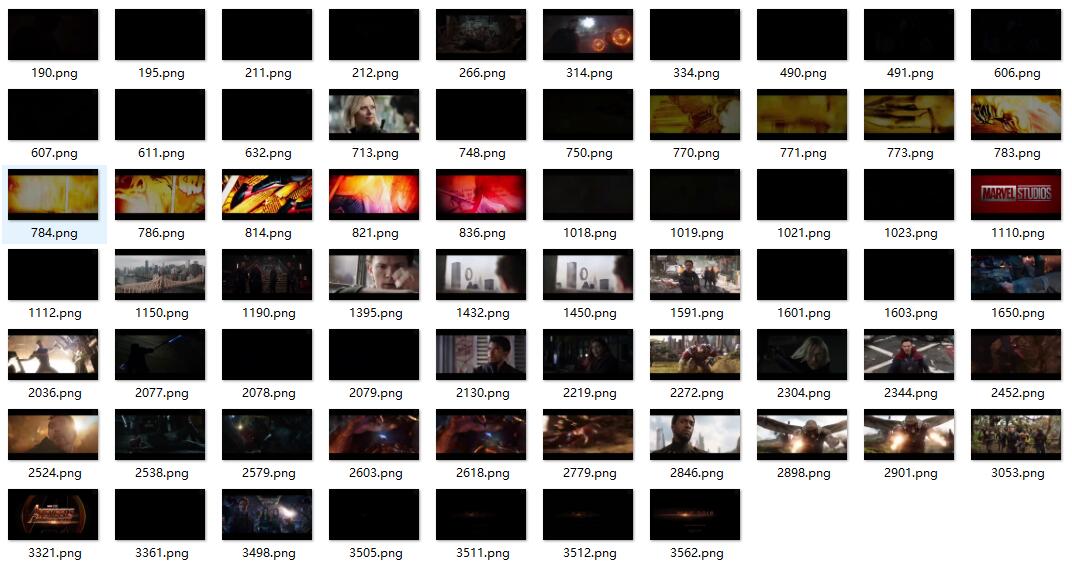 190.png 195.png 211.png 212.png 266.png 314.png 334.png 490.png 491.png 606.png
607.png 611.png 632.png 713.png 748.png 750.png 770.png 771.png 773.png 783.png
MARVEL STUDIOS
784.png 786.png 814.png 821.png 836.png 1018.png 1019.png 1021.png 1023.png 1110.png
1112.png 1150.png 1190.png 1395.png 1432.png 1450.png 1591.png 1601.png 1603.png 1650.png
2036.png 2077.png 2078.png 2079.png 2130.png 2219.png 2272.png 2304.png 2344.png 2452.png
2524.png 2538.png 2579.png 2603.png 2618.png 2779.png 2846.png 2898.png 2901.png 3053.png
AVENGERS
3321.png 3361.png 3498.png 3505.png 3511.png 3512.png 3562.png